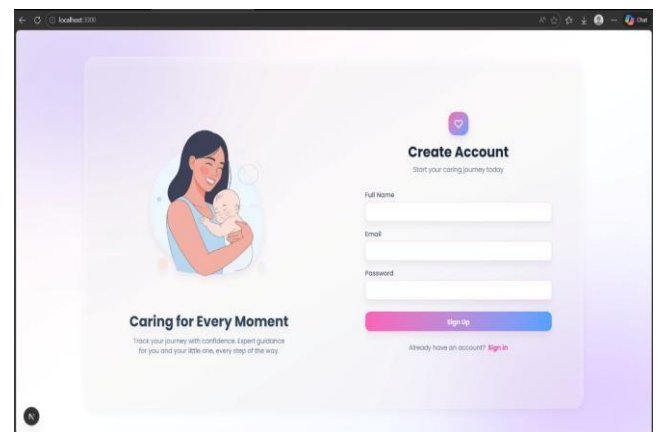 localhost:3000
Chat
Create Account
Start your caring journey today
Full Name
Email
Password
Sign Up
Already have an account? Sign in
Caring for Every Moment
Track your journey with confidence. Expert guidance
for you and your little one, every step of the way.
N